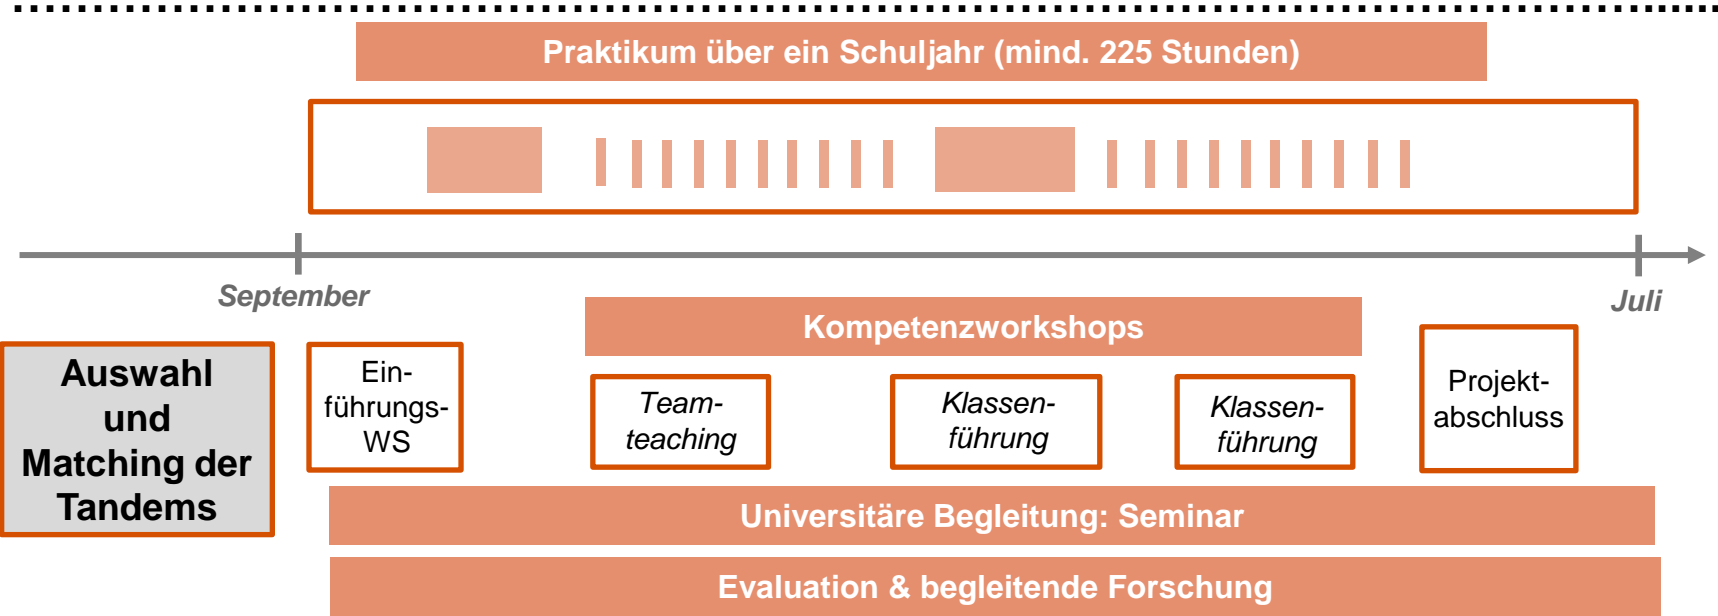 Praktikum über ein Schuljahr (mind. 225 Stunden)
September
Juli
Auswahl
und
Matching der
Tandems
Ein-
führungs-
WS
Kompetenzworkshops
Team-
teaching
Klassen-
führung
Klassen-
führung
Projekt-
abschluss
Universitäre Begleitung: Seminar
Evaluation & begleitende Forschung